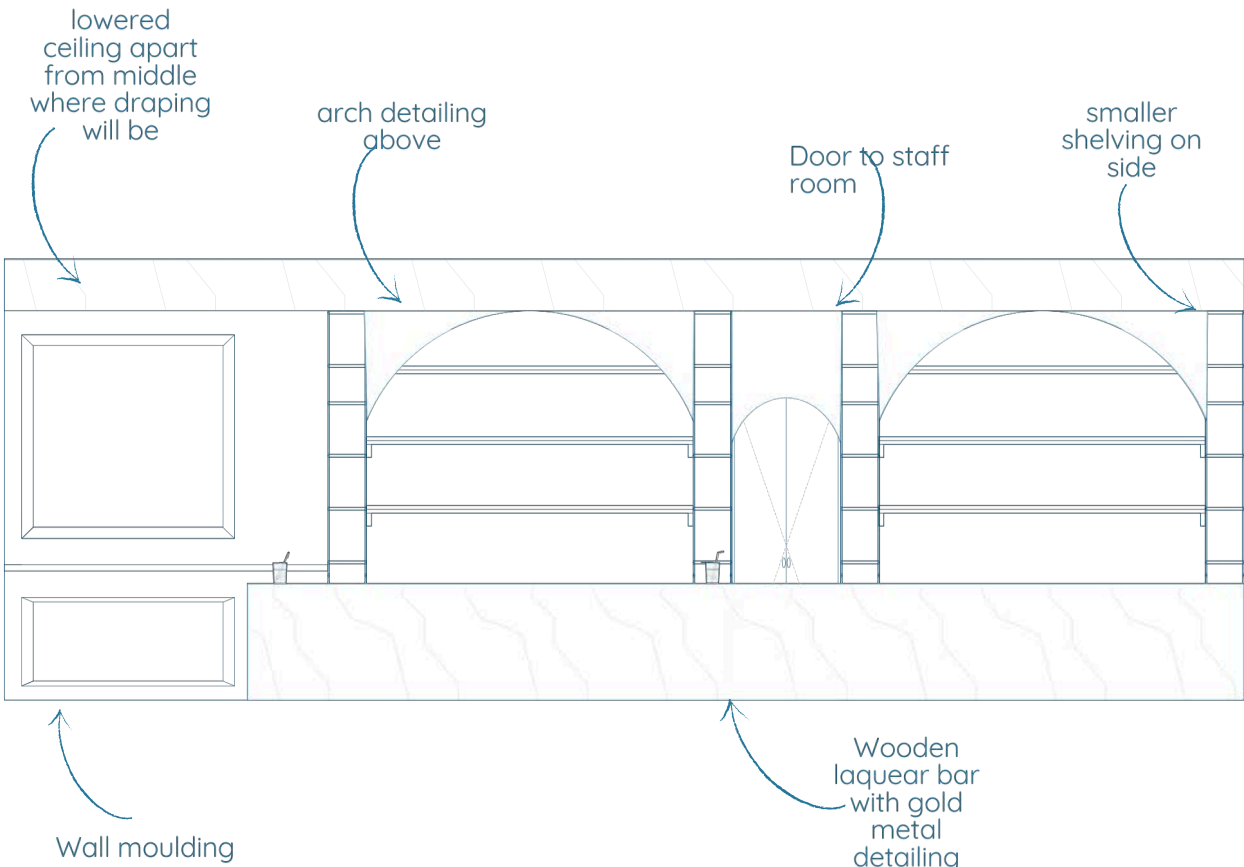 lowered
ceiling apart
from middle
where draping
will be
arch detailing
above
Door to staff
room
smaller
shelving on
side
Wall moulding
Wooden
laquear bar
with gold
metal
detailing